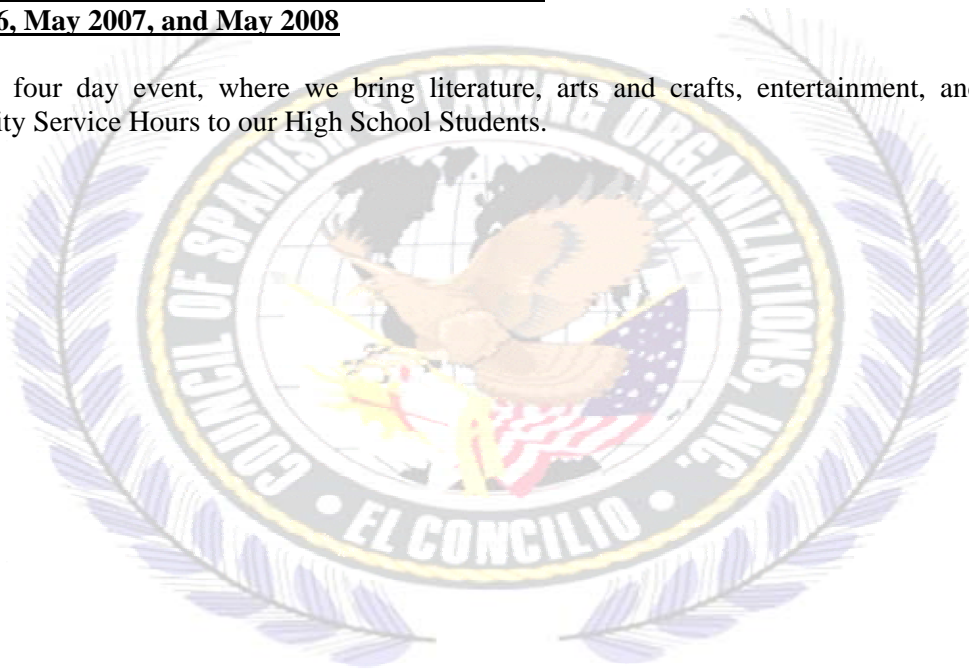 6, May 2007, and May 2008
four day event, where we bring literature, arts and crafts, entertainment, and
ity Service Hours to our High School Students.
COUNCIL OF SPANISH SPEAKING ORGANIZATIONS, INC.
• EL CONCILIO •